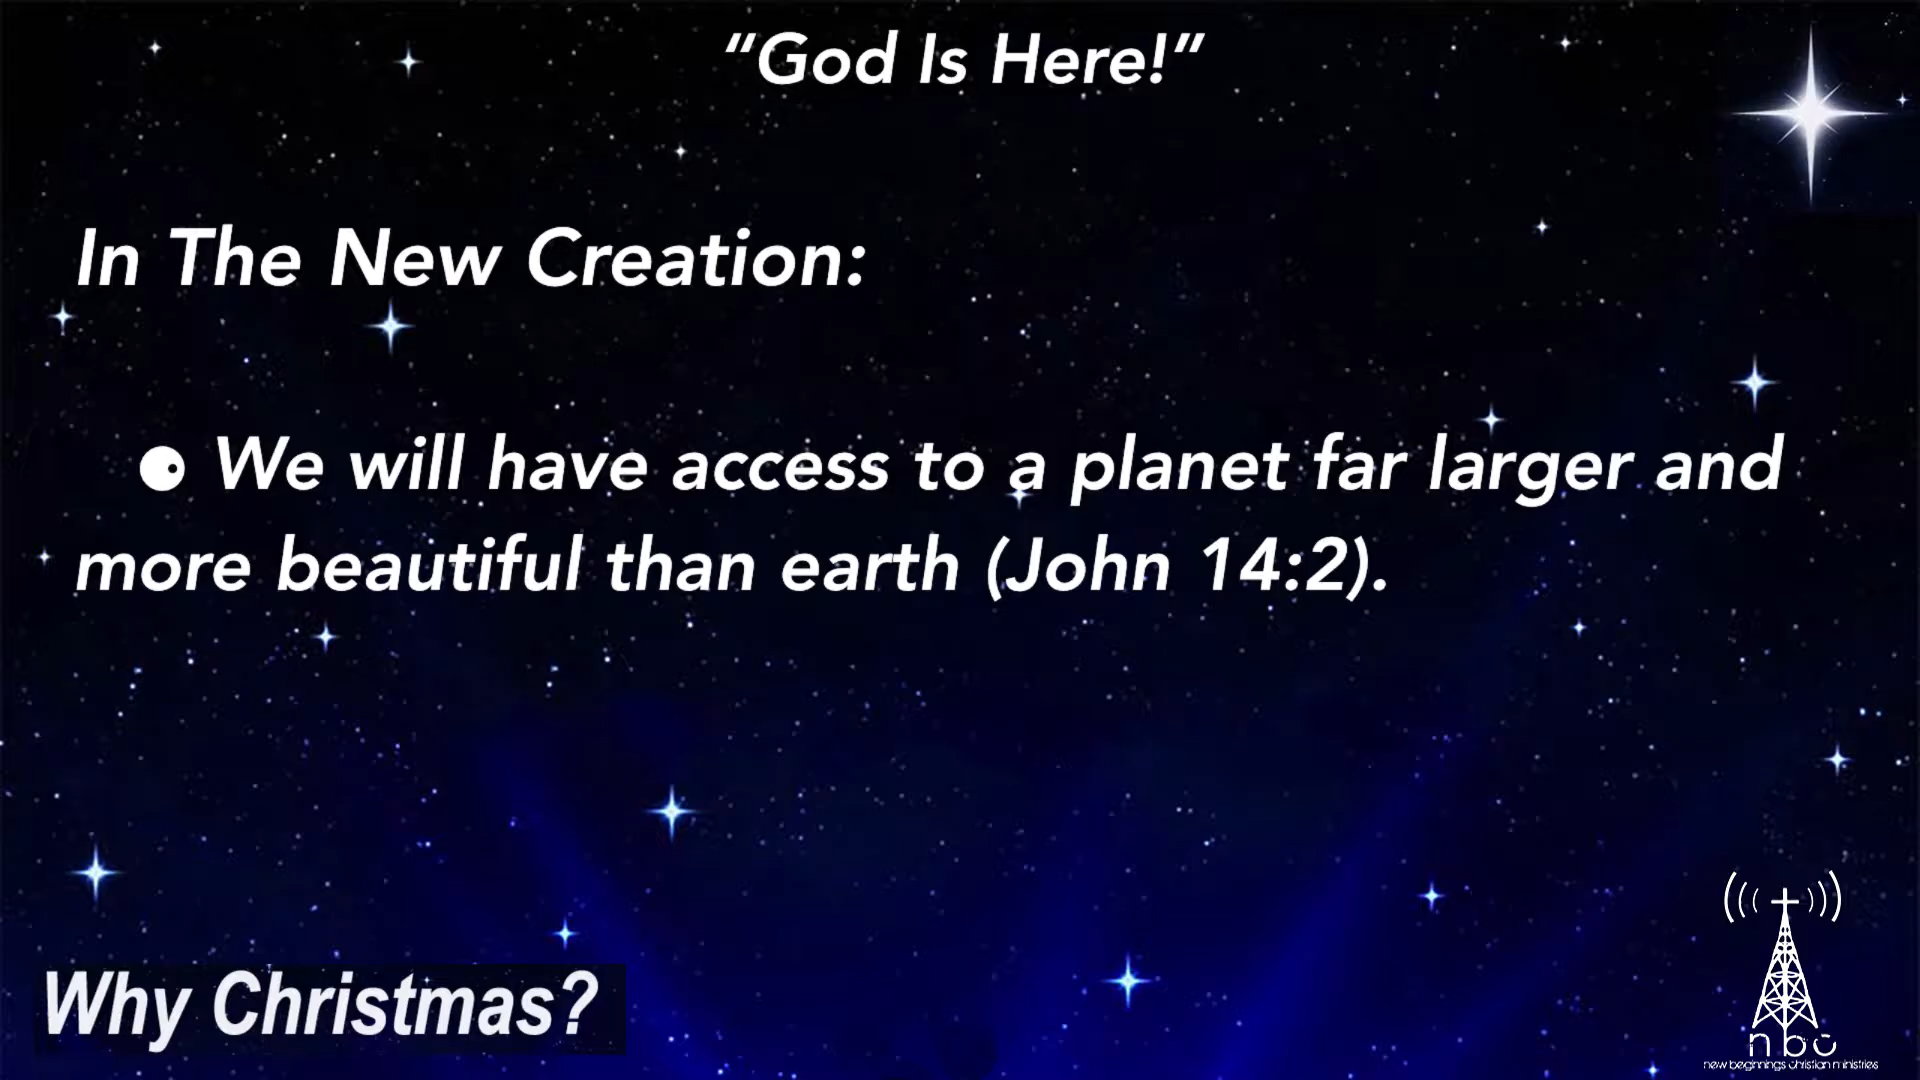 “God Is Here!”
In The New Creation:
● We will have access to a planet far larger and
more beautiful than earth (John 14:2).
Why Christmas?
nbc
new beginnings christian ministries